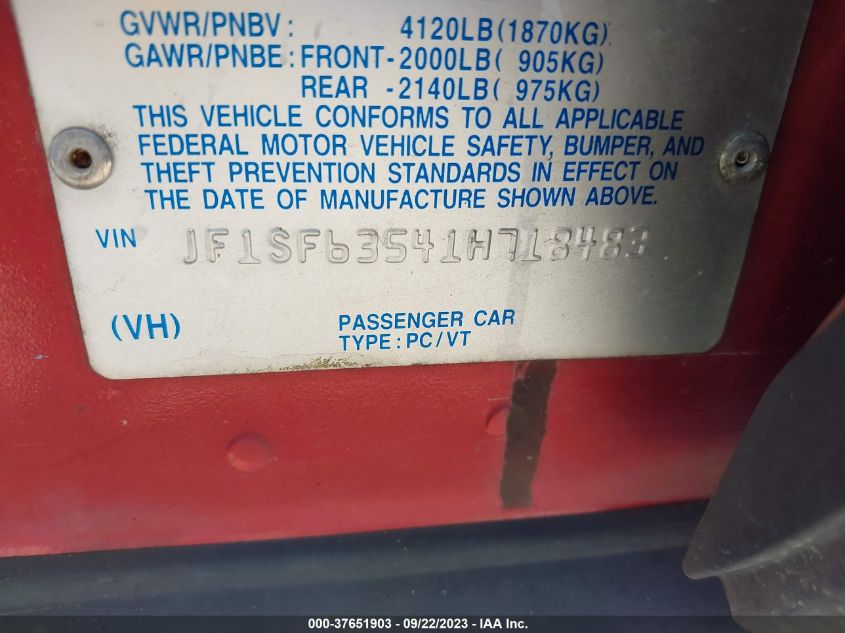 GVWR/PNBV : 4120LB(1870KG)
GAWR/PNBE : FRONT-2000LB( 905KG)
REAR -2140LB( 975KG)
THIS VEHICLE CONFORMS TO ALL APPLICABLE
FEDERAL MOTOR VEHICLE SAFETY, BUMPER, AND
THEFT PREVENTION STANDARDS IN EFFECT ON
THE DATE OF MANUFACTURE SHOWN ABOVE.
VIN JF1SF63541H718483
(VH) PASSENGER CAR
TYPE : PC/VT
000-37651903 - 09/22/2023 - IAA Inc.